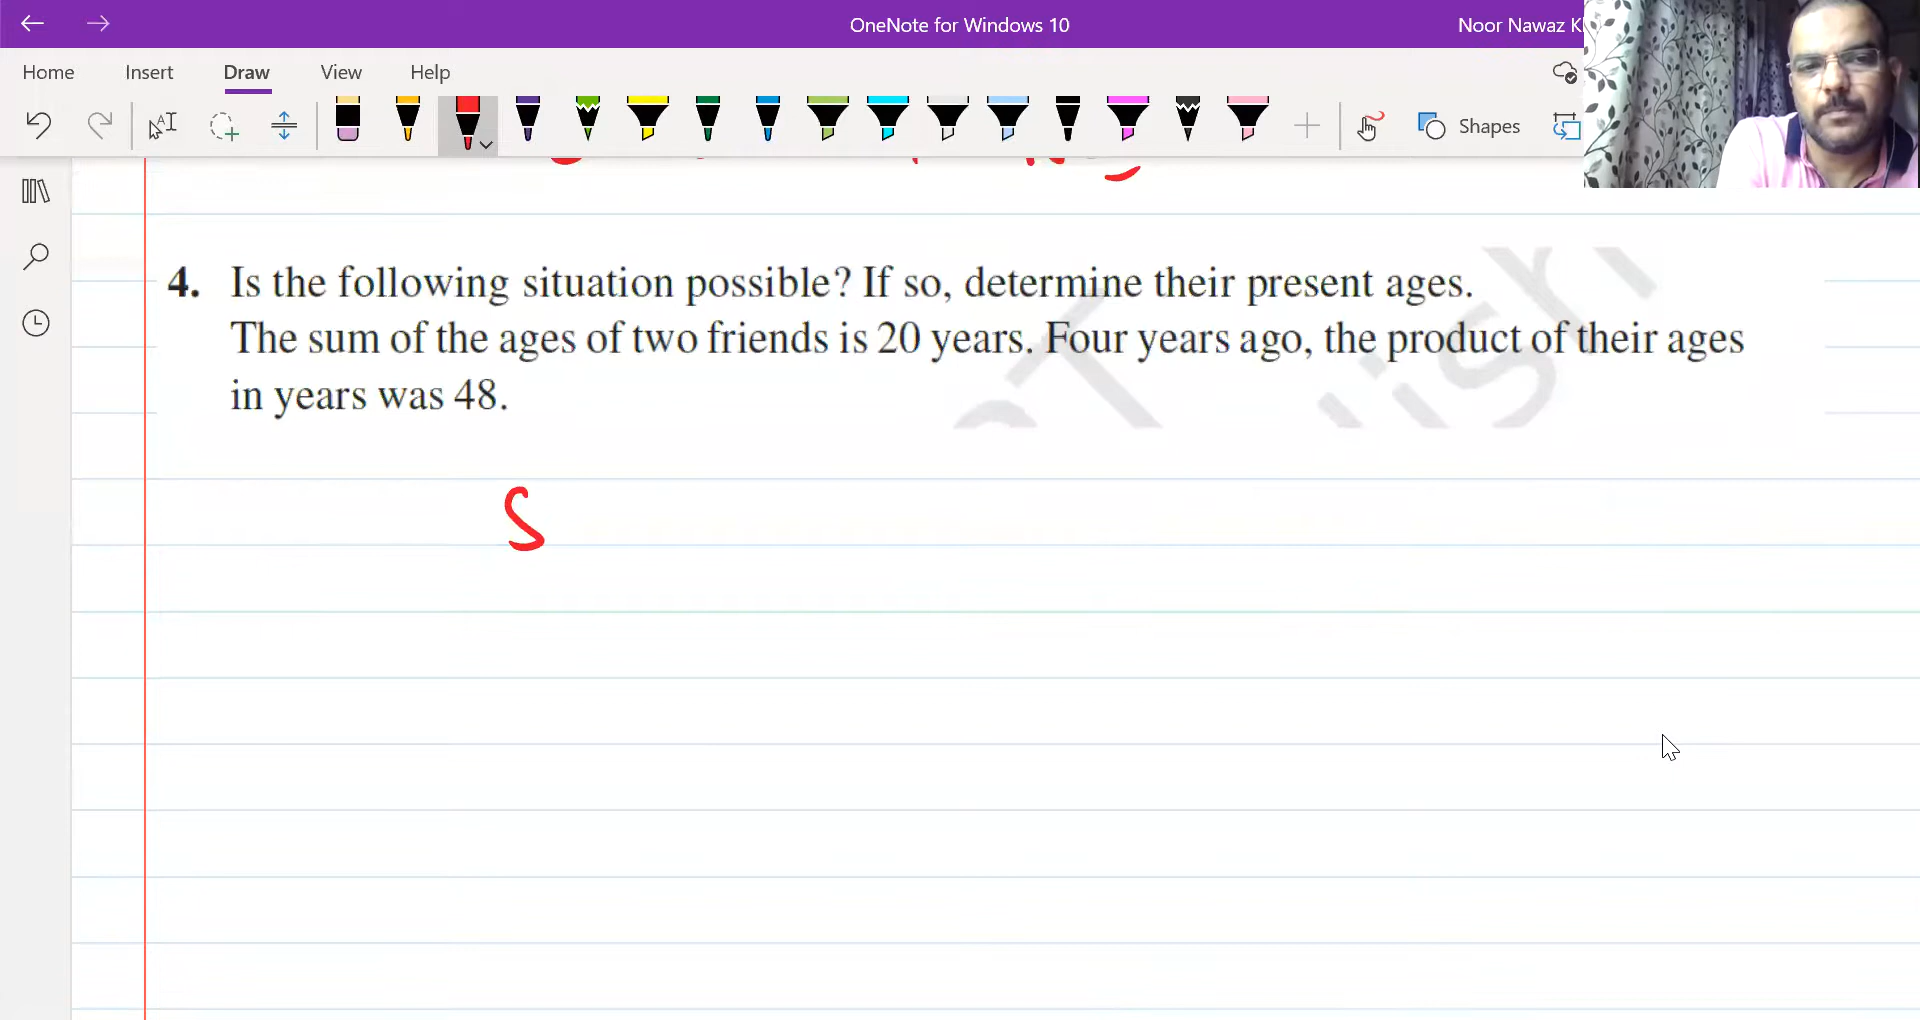 OneNote for Windows 10
Noor Nawaz K
Home Insert Draw View Help
Shapes
4. Is the following situation possible? If so, determine their present ages.
The sum of the ages of two friends is 20 years. Four years ago, the product of their ages
in years was 48.
S